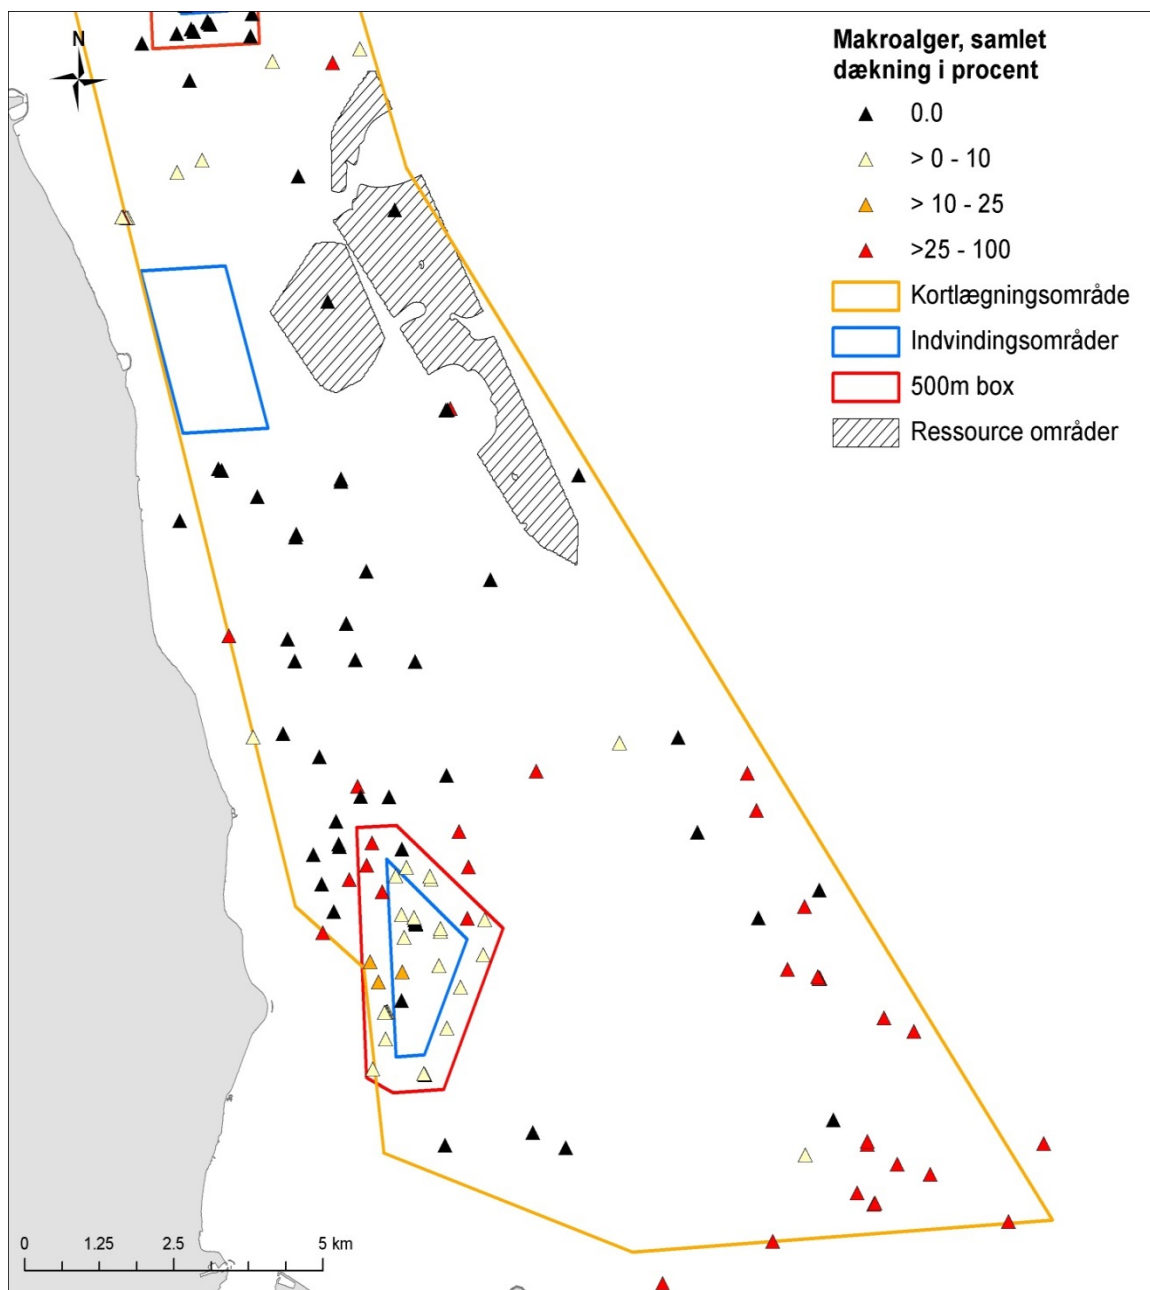 N
Makroalger, samlet
dækning i procent
0.0
> 0 - 10
> 10 - 25
>25 - 100
Kortlægningsområde
Indvindingsområder
500m box
Ressource områder
0 1.25 2.5 5 km